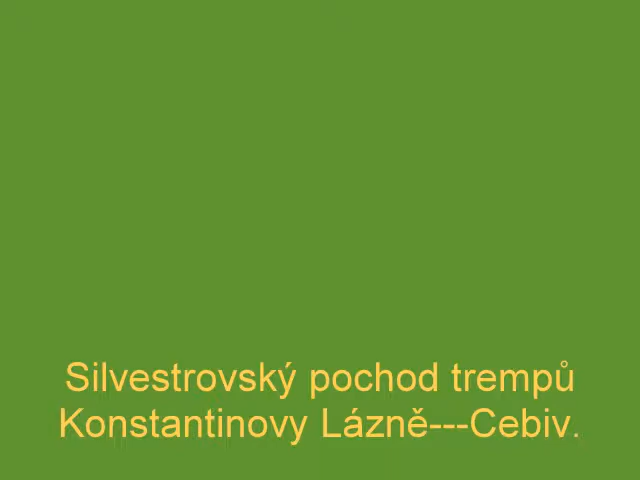 Silvestrovský pochod trempů
Konstantinovy Lázně---Cebiv.